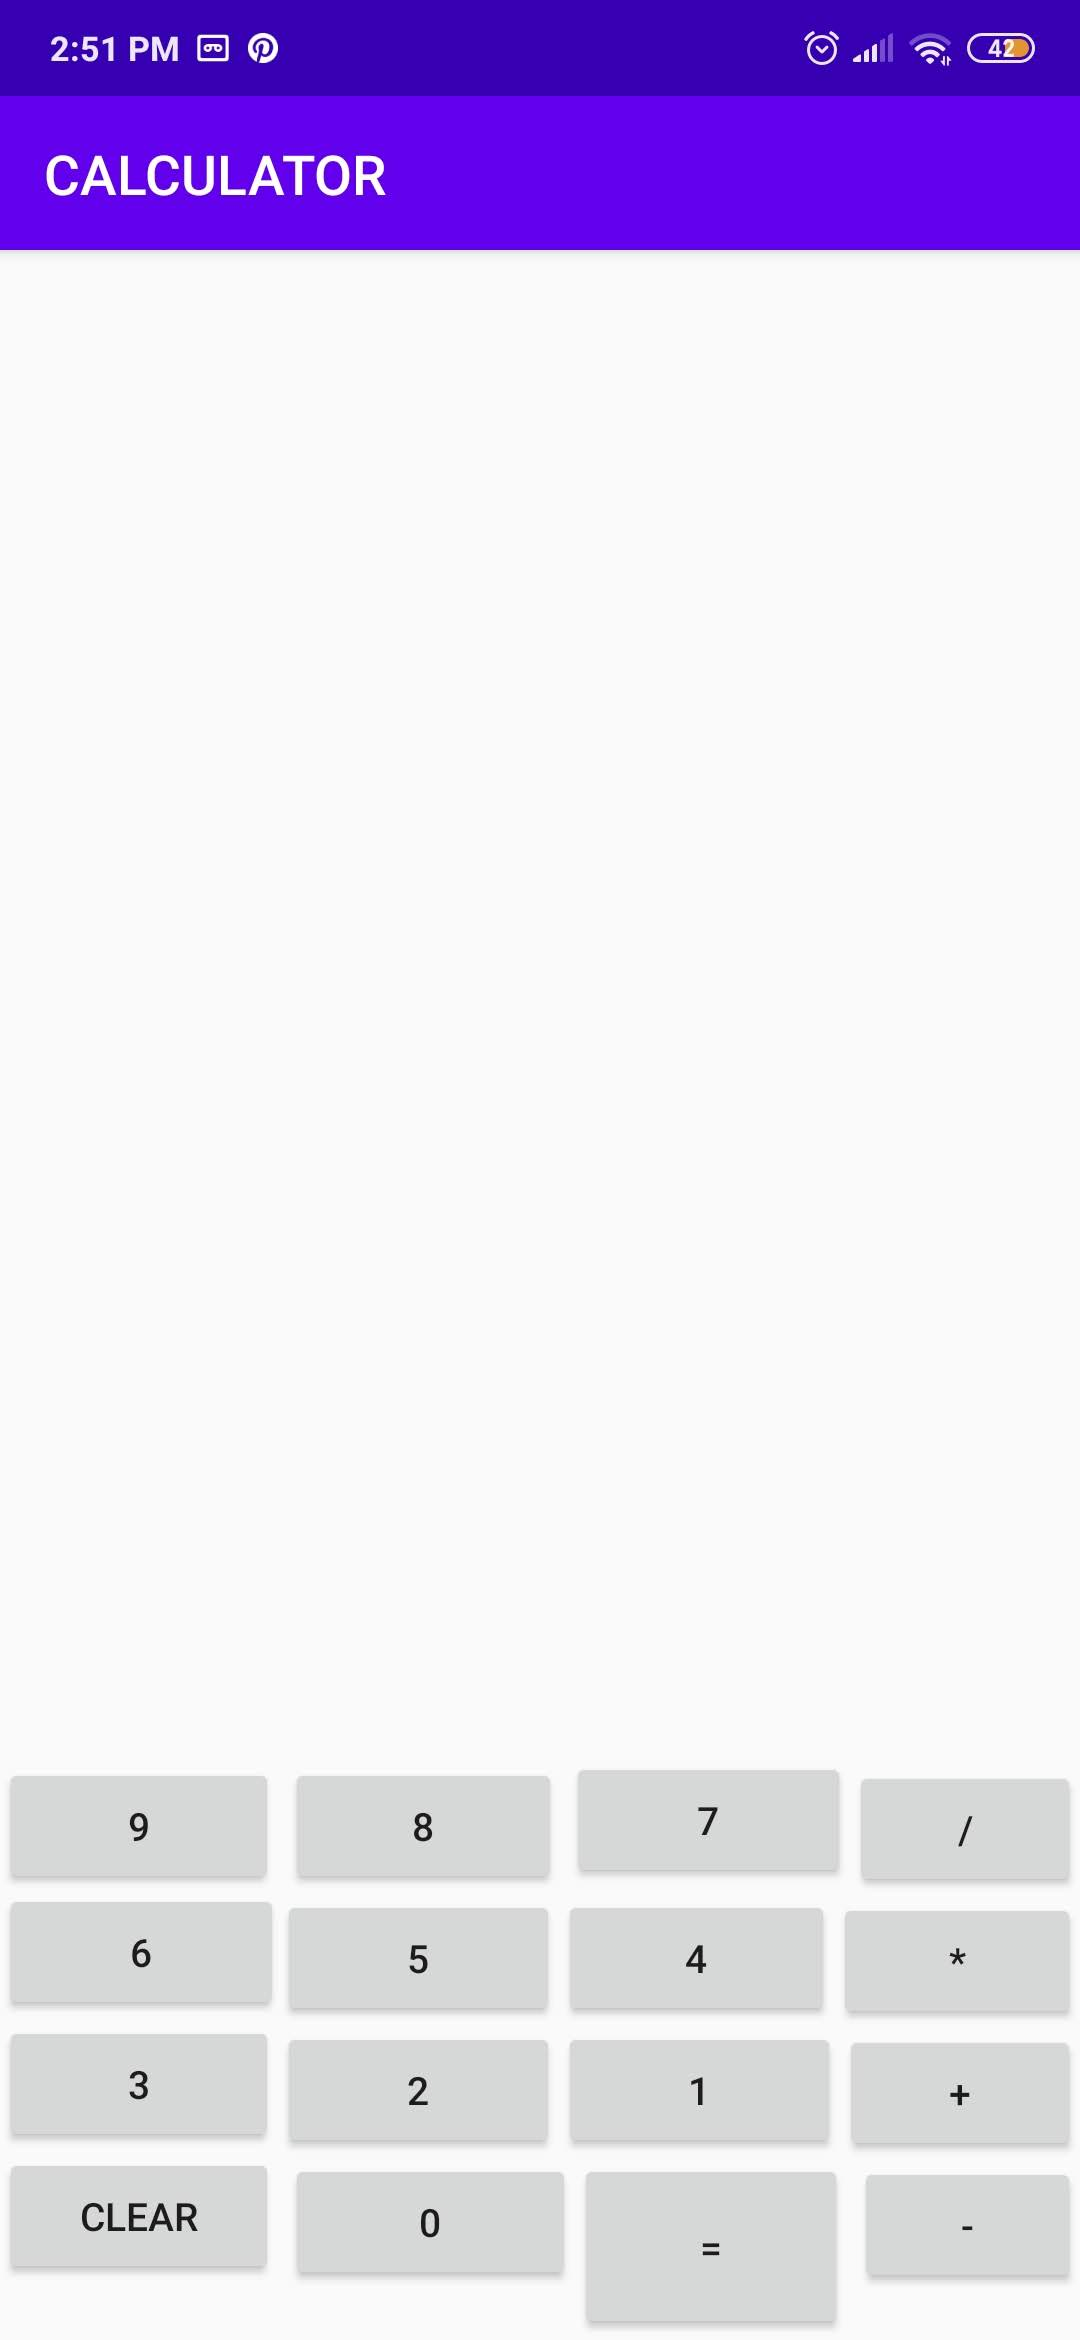 2:51 PM 42
CALCULATOR
9 8 7 /
6 5 4 *
3 2 1 +
CLEAR 0 = -